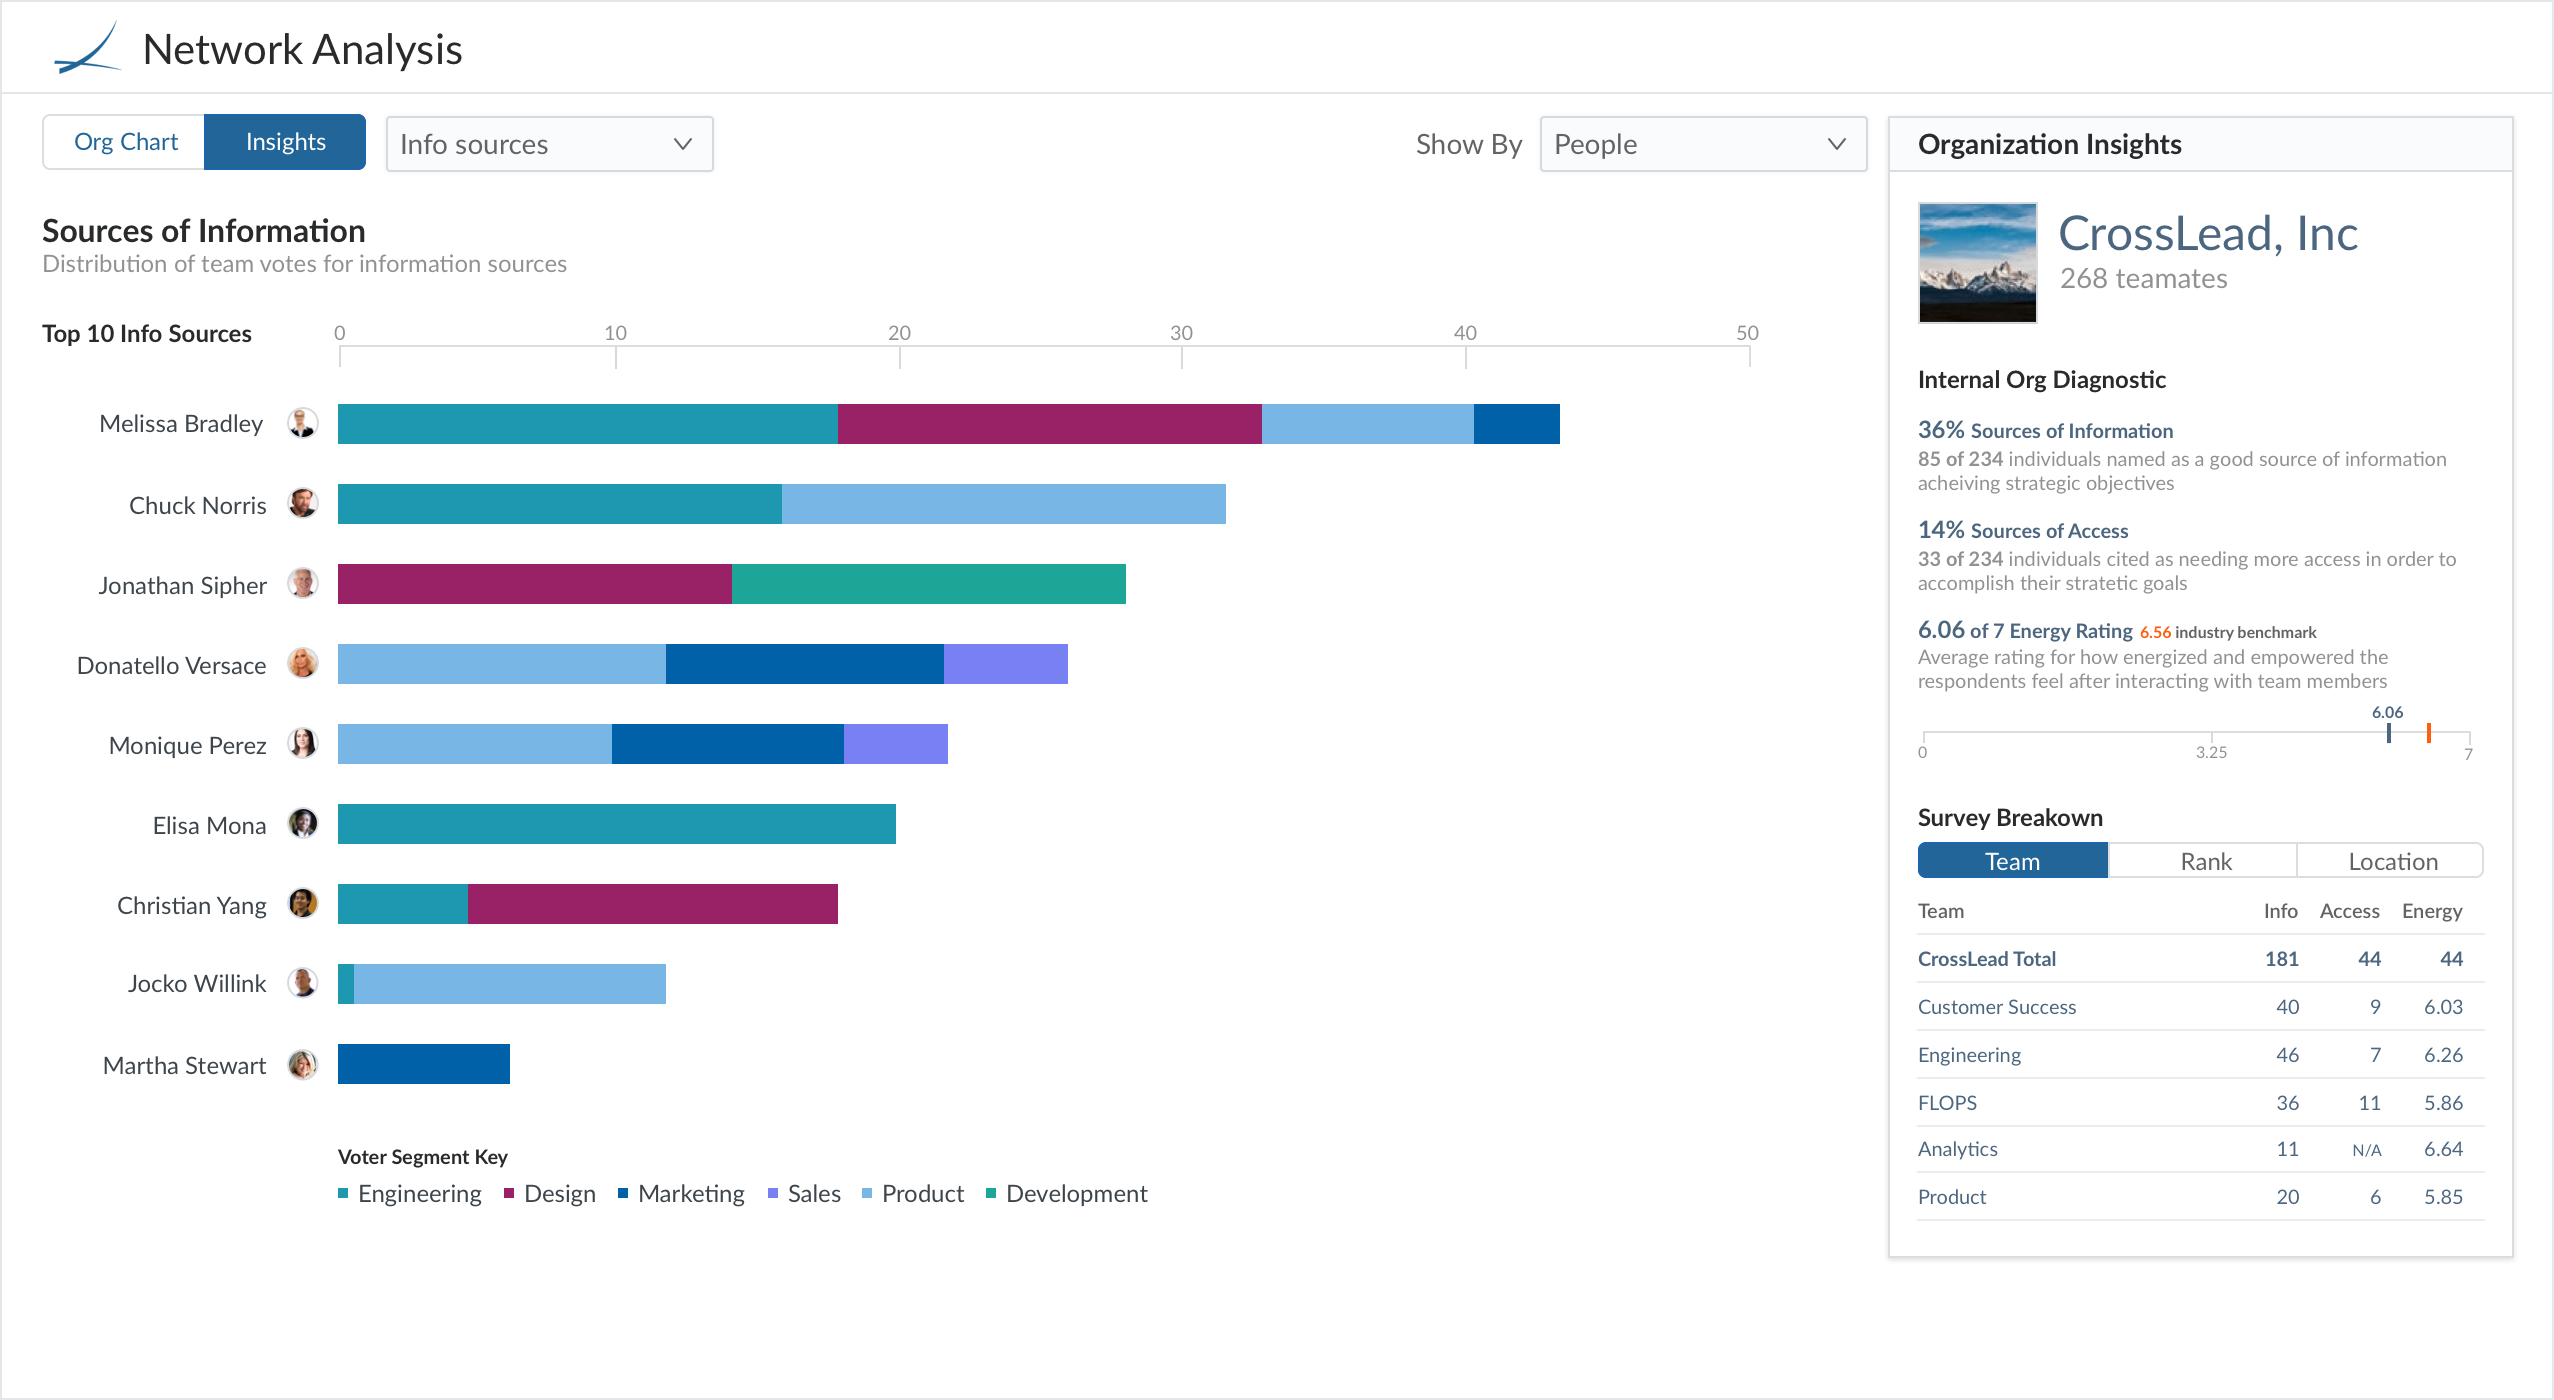 Network Analysis
Org Chart
Insights
Info sources
Show By
People
Sources of Information
Distribution of team votes for information sources
Top 10 Info Sources
0 10 20 30 40 50
Melissa Bradley
Chuck Norris
Jonathan Sipher
Donatello Versace
Monique Perez
Elisa Mona
Christian Yang
Jocko Willink
Martha Stewart
Voter Segment Key
Engineering Design Marketing Sales Product Development
Organization Insights
CrossLead, Inc
268 teamates
Internal Org Diagnostic
36% Sources of Information
85 of 234 individuals named as a good source of information
acheiving strategic objectives
14% Sources of Access
33 of 234 individuals cited as needing more access in order to
accomplish their stratetic goals
6.06 of 7 Energy Rating 6.56 industry benchmark
Average rating for how energized and empowered the
respondents feel after interacting with team members
6.06
0 3.25 7
Survey Breakown
Team Rank Location
Team Info Access Energy
CrossLead Total 181 44 44
Customer Success 40 9 6.03
Engineering 46 7 6.26
FLOPS 36 11 5.86
Analytics 11 N/A 6.64
Product 20 6 5.85